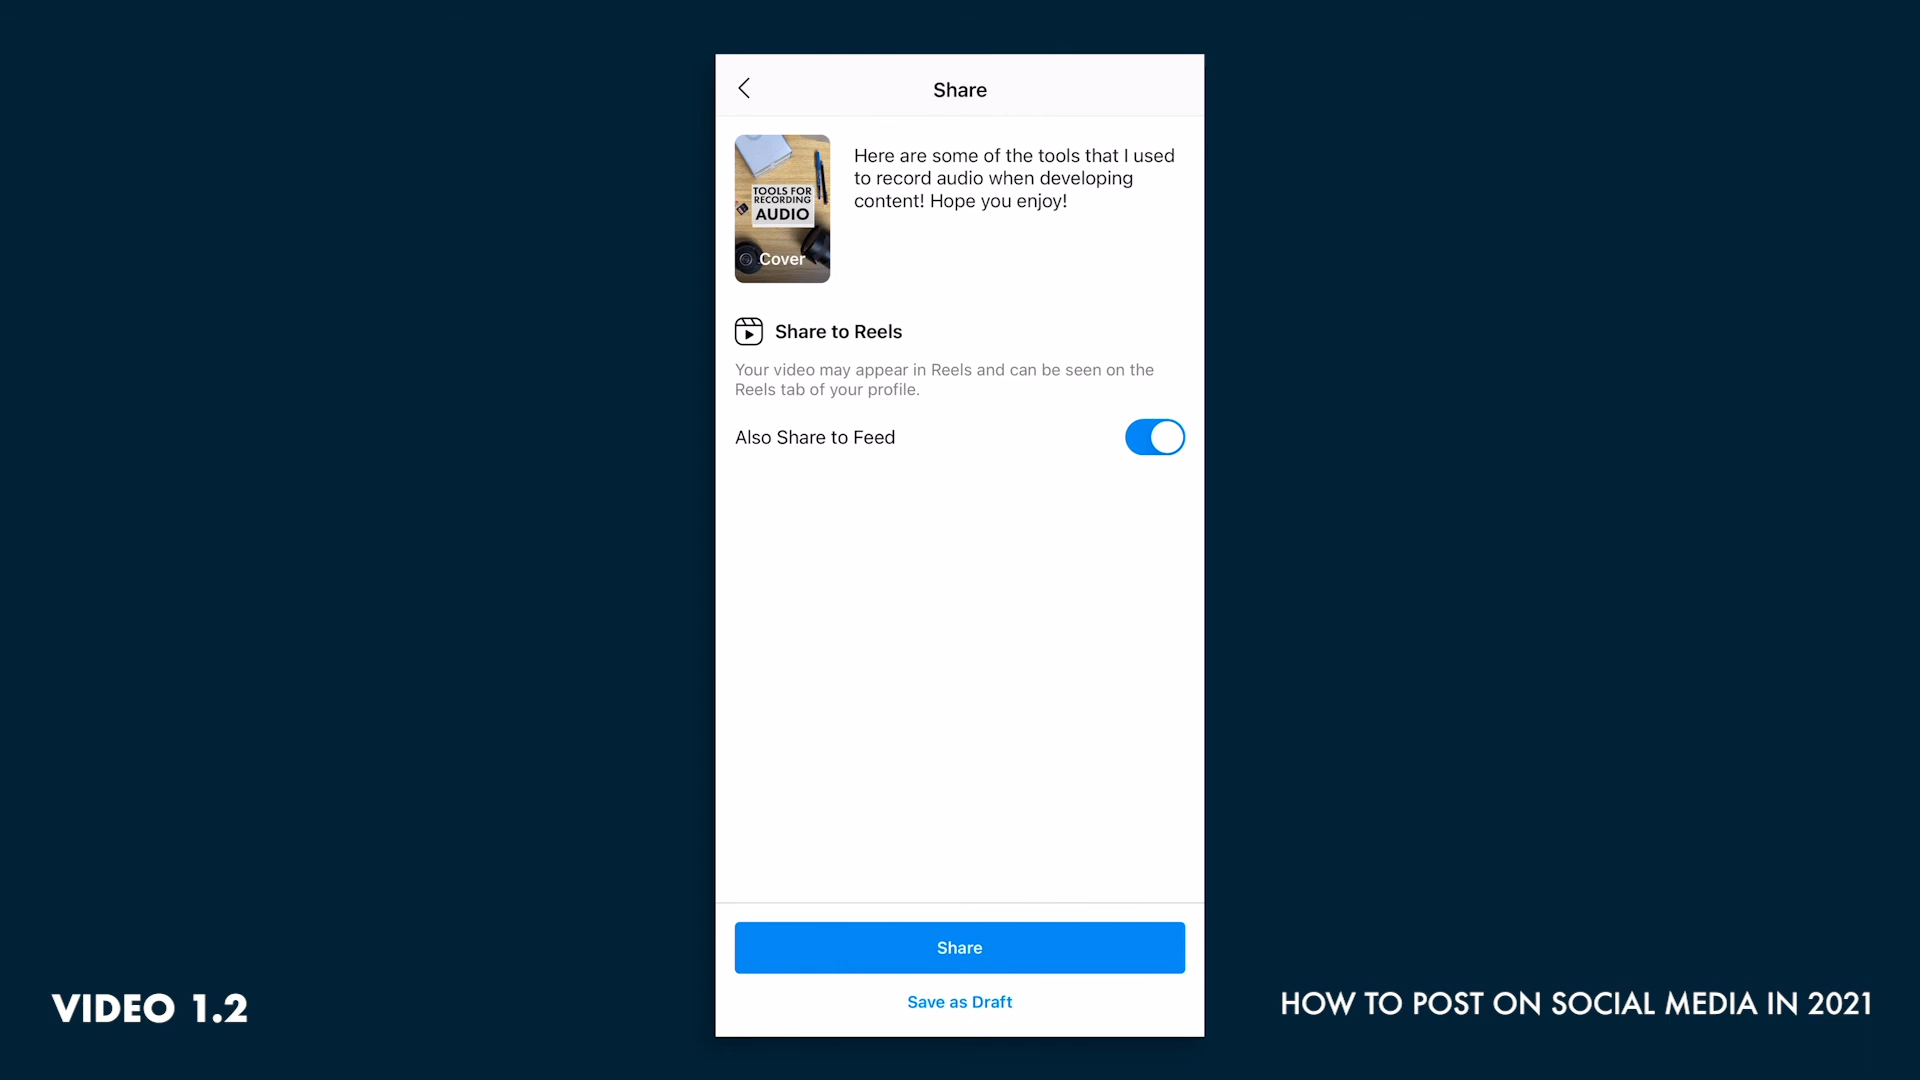 Share
TOOLS FOR
RECORDING
AUDIO
Cover
Here are some of the tools that I used
to record audio when developing
content! Hope you enjoy!
Share to Reels
Your video may appear in Reels and can be seen on the
Reels tab of your profile.
Also Share to Feed
Share
Save as Draft
VIDEO 1.2
HOW TO POST ON SOCIAL MEDIA IN 2021